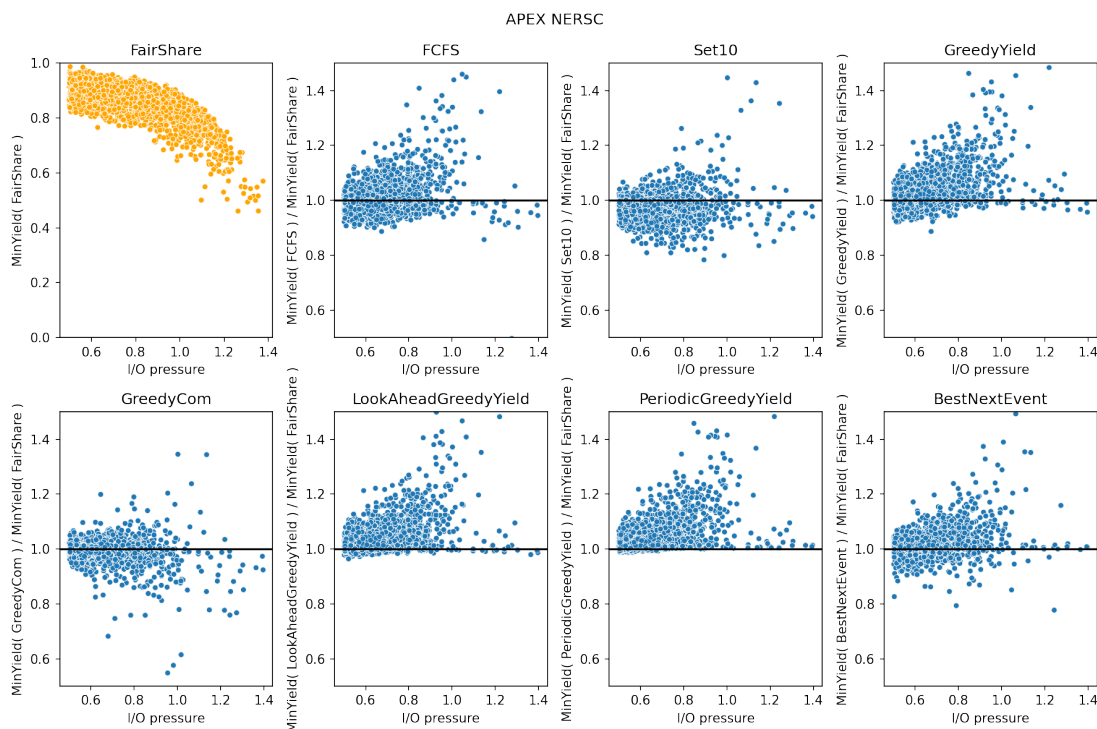 APEX NERSC
FairShare
MinYield( FairShare )
1.0
0.8
0.6
0.4
0.2
0.0
0.6 0.8 1.0 1.2 1.4
I/O pressure
FCFS
MinYield( FCFS ) / MinYield( FairShare )
1.4
1.2
1.0
0.8
0.6
0.6 0.8 1.0 1.2 1.4
I/O pressure
Set10
MinYield( Set10 ) / MinYield( FairShare )
1.4
1.2
1.0
0.8
0.6
0.6 0.8 1.0 1.2 1.4
I/O pressure
GreedyYield
MinYield( GreedyYield ) / MinYield( FairShare )
1.4
1.2
1.0
0.8
0.6
0.6 0.8 1.0 1.2 1.4
I/O pressure
GreedyCom
MinYield( GreedyCom ) / MinYield( FairShare )
1.4
1.2
1.0
0.8
0.6
0.6 0.8 1.0 1.2 1.4
I/O pressure
LookAheadGreedyYield
MinYield( LookAheadGreedyYield ) / MinYield( FairShare )
1.4
1.2
1.0
0.8
0.6
0.6 0.8 1.0 1.2 1.4
I/O pressure
PeriodicGreedyYield
MinYield( PeriodicGreedyYield ) / MinYield( FairShare )
1.4
1.2
1.0
0.8
0.6
0.6 0.8 1.0 1.2 1.4
I/O pressure
BestNextEvent
MinYield( BestNextEvent ) / MinYield( FairShare )
1.4
1.2
1.0
0.8
0.6
0.6 0.8 1.0 1.2 1.4
I/O pressure